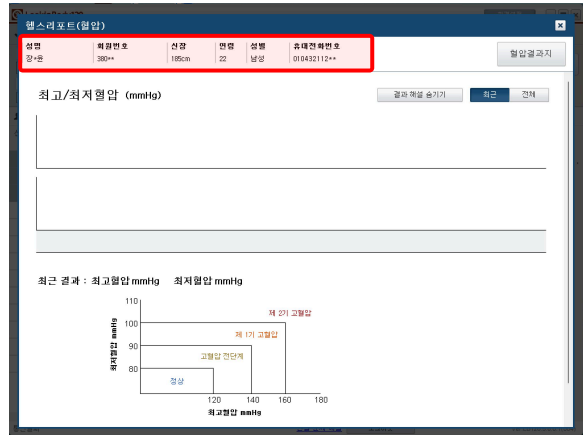 헬스리포트(혈압)
성명 회원번호 신장 연령 성별 휴대전화번호
장*윤 380** 185cm 22 남성 010432112**
혈압결과지
최고/최저혈압 (mmHg)
결과 해설 숨기기 최근 전체
최근 결과 : 최고혈압 mmHg 최저혈압 mmHg
110
제 2기 고혈압
100
제 1기 고혈압
90
고혈압 전단계
80
정상
최저혈압 mmHg
120 140 160 180
최고혈압 mmHg